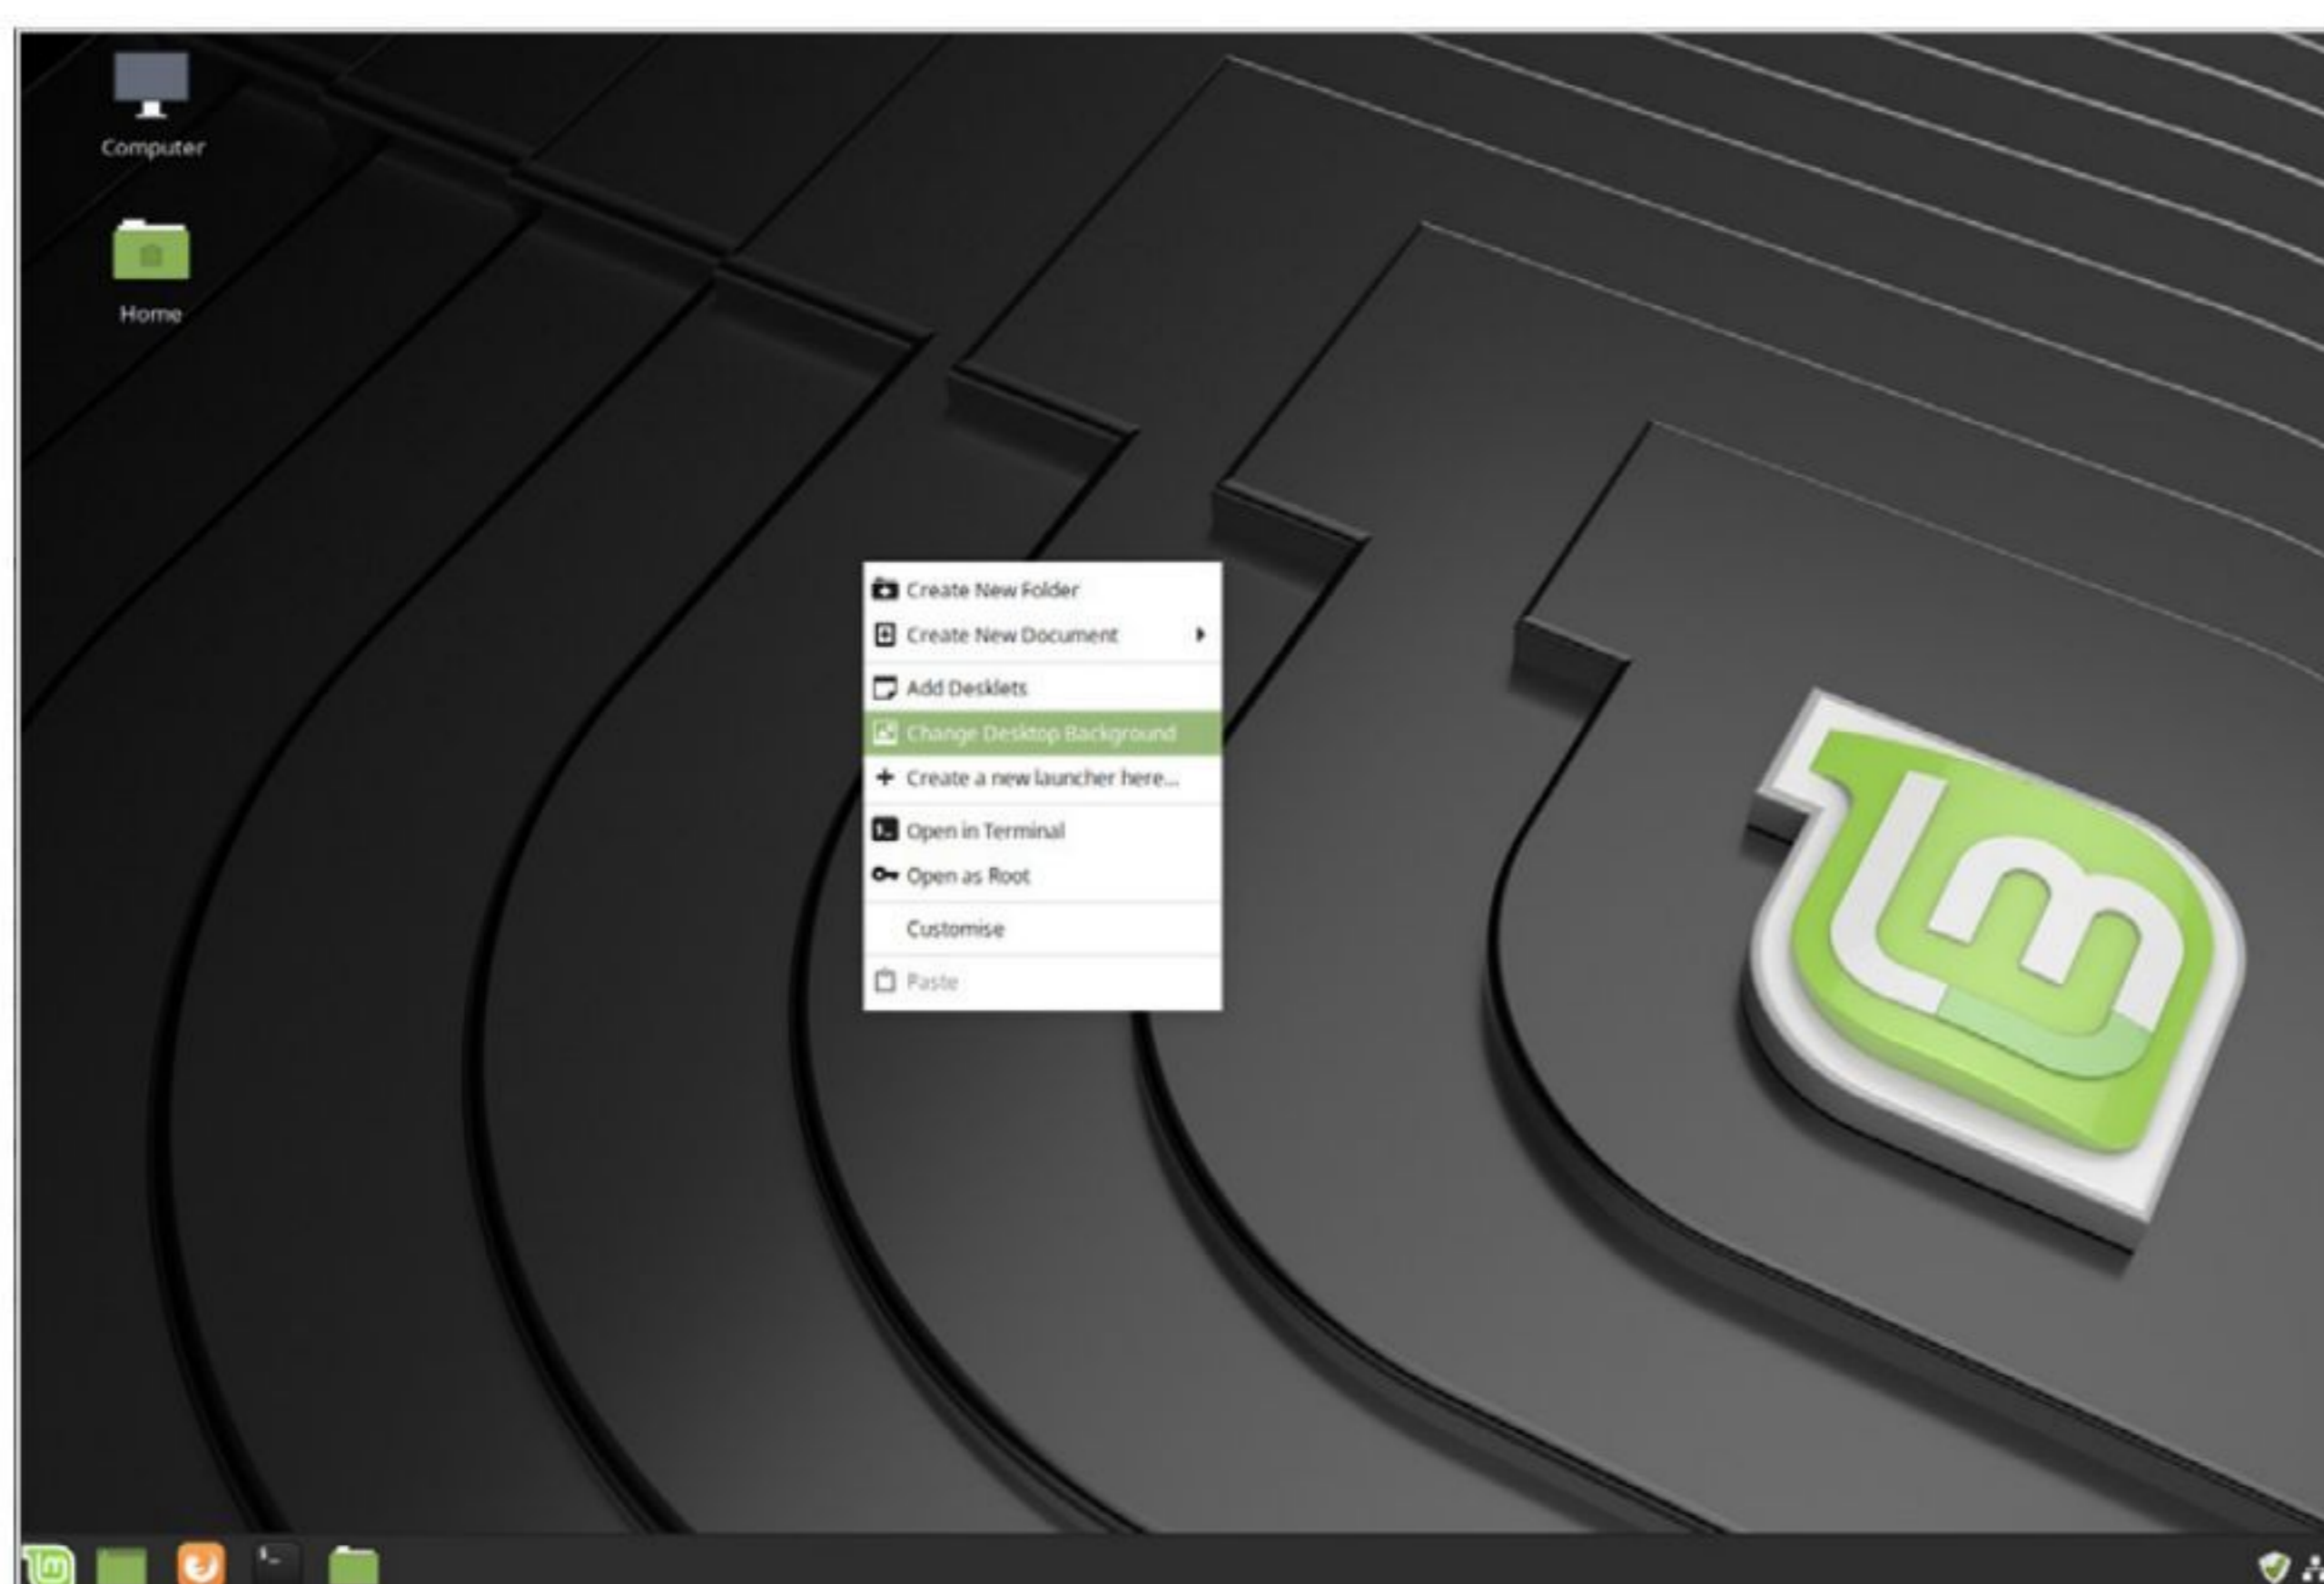 Computer
Home
Create New Folder
Create New Document
Add Desklets
Change Desktop Background
Create a new launcher here...
Open in Terminal
Open as Root
Customise
Paste